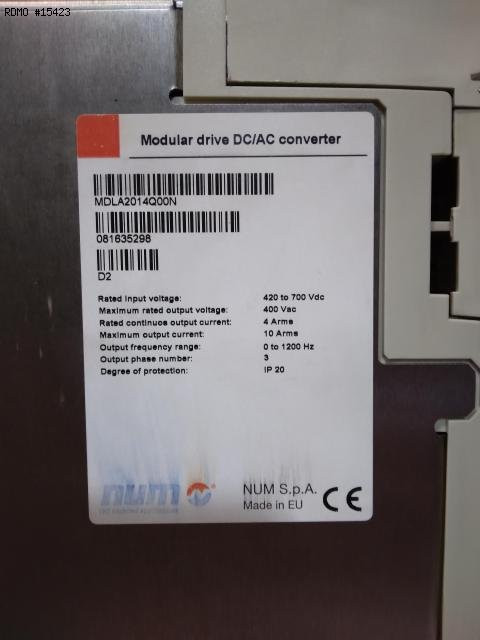 RDMO #15423
Modular drive DC/AC converter
MDLA2014Q00N
081635298
D2
Rated input voltage: 420 to 700 Vdc
Maximum rated output voltage: 400 Vac
Rated continuos output current: 4 Arms
Maximum output current: 10 Arms
Output frequency range: 0 to 1200 Hz
Output phase number: 3
Degree of protection: IP 20
num
NUM S.p.A.
Made in EU
CE